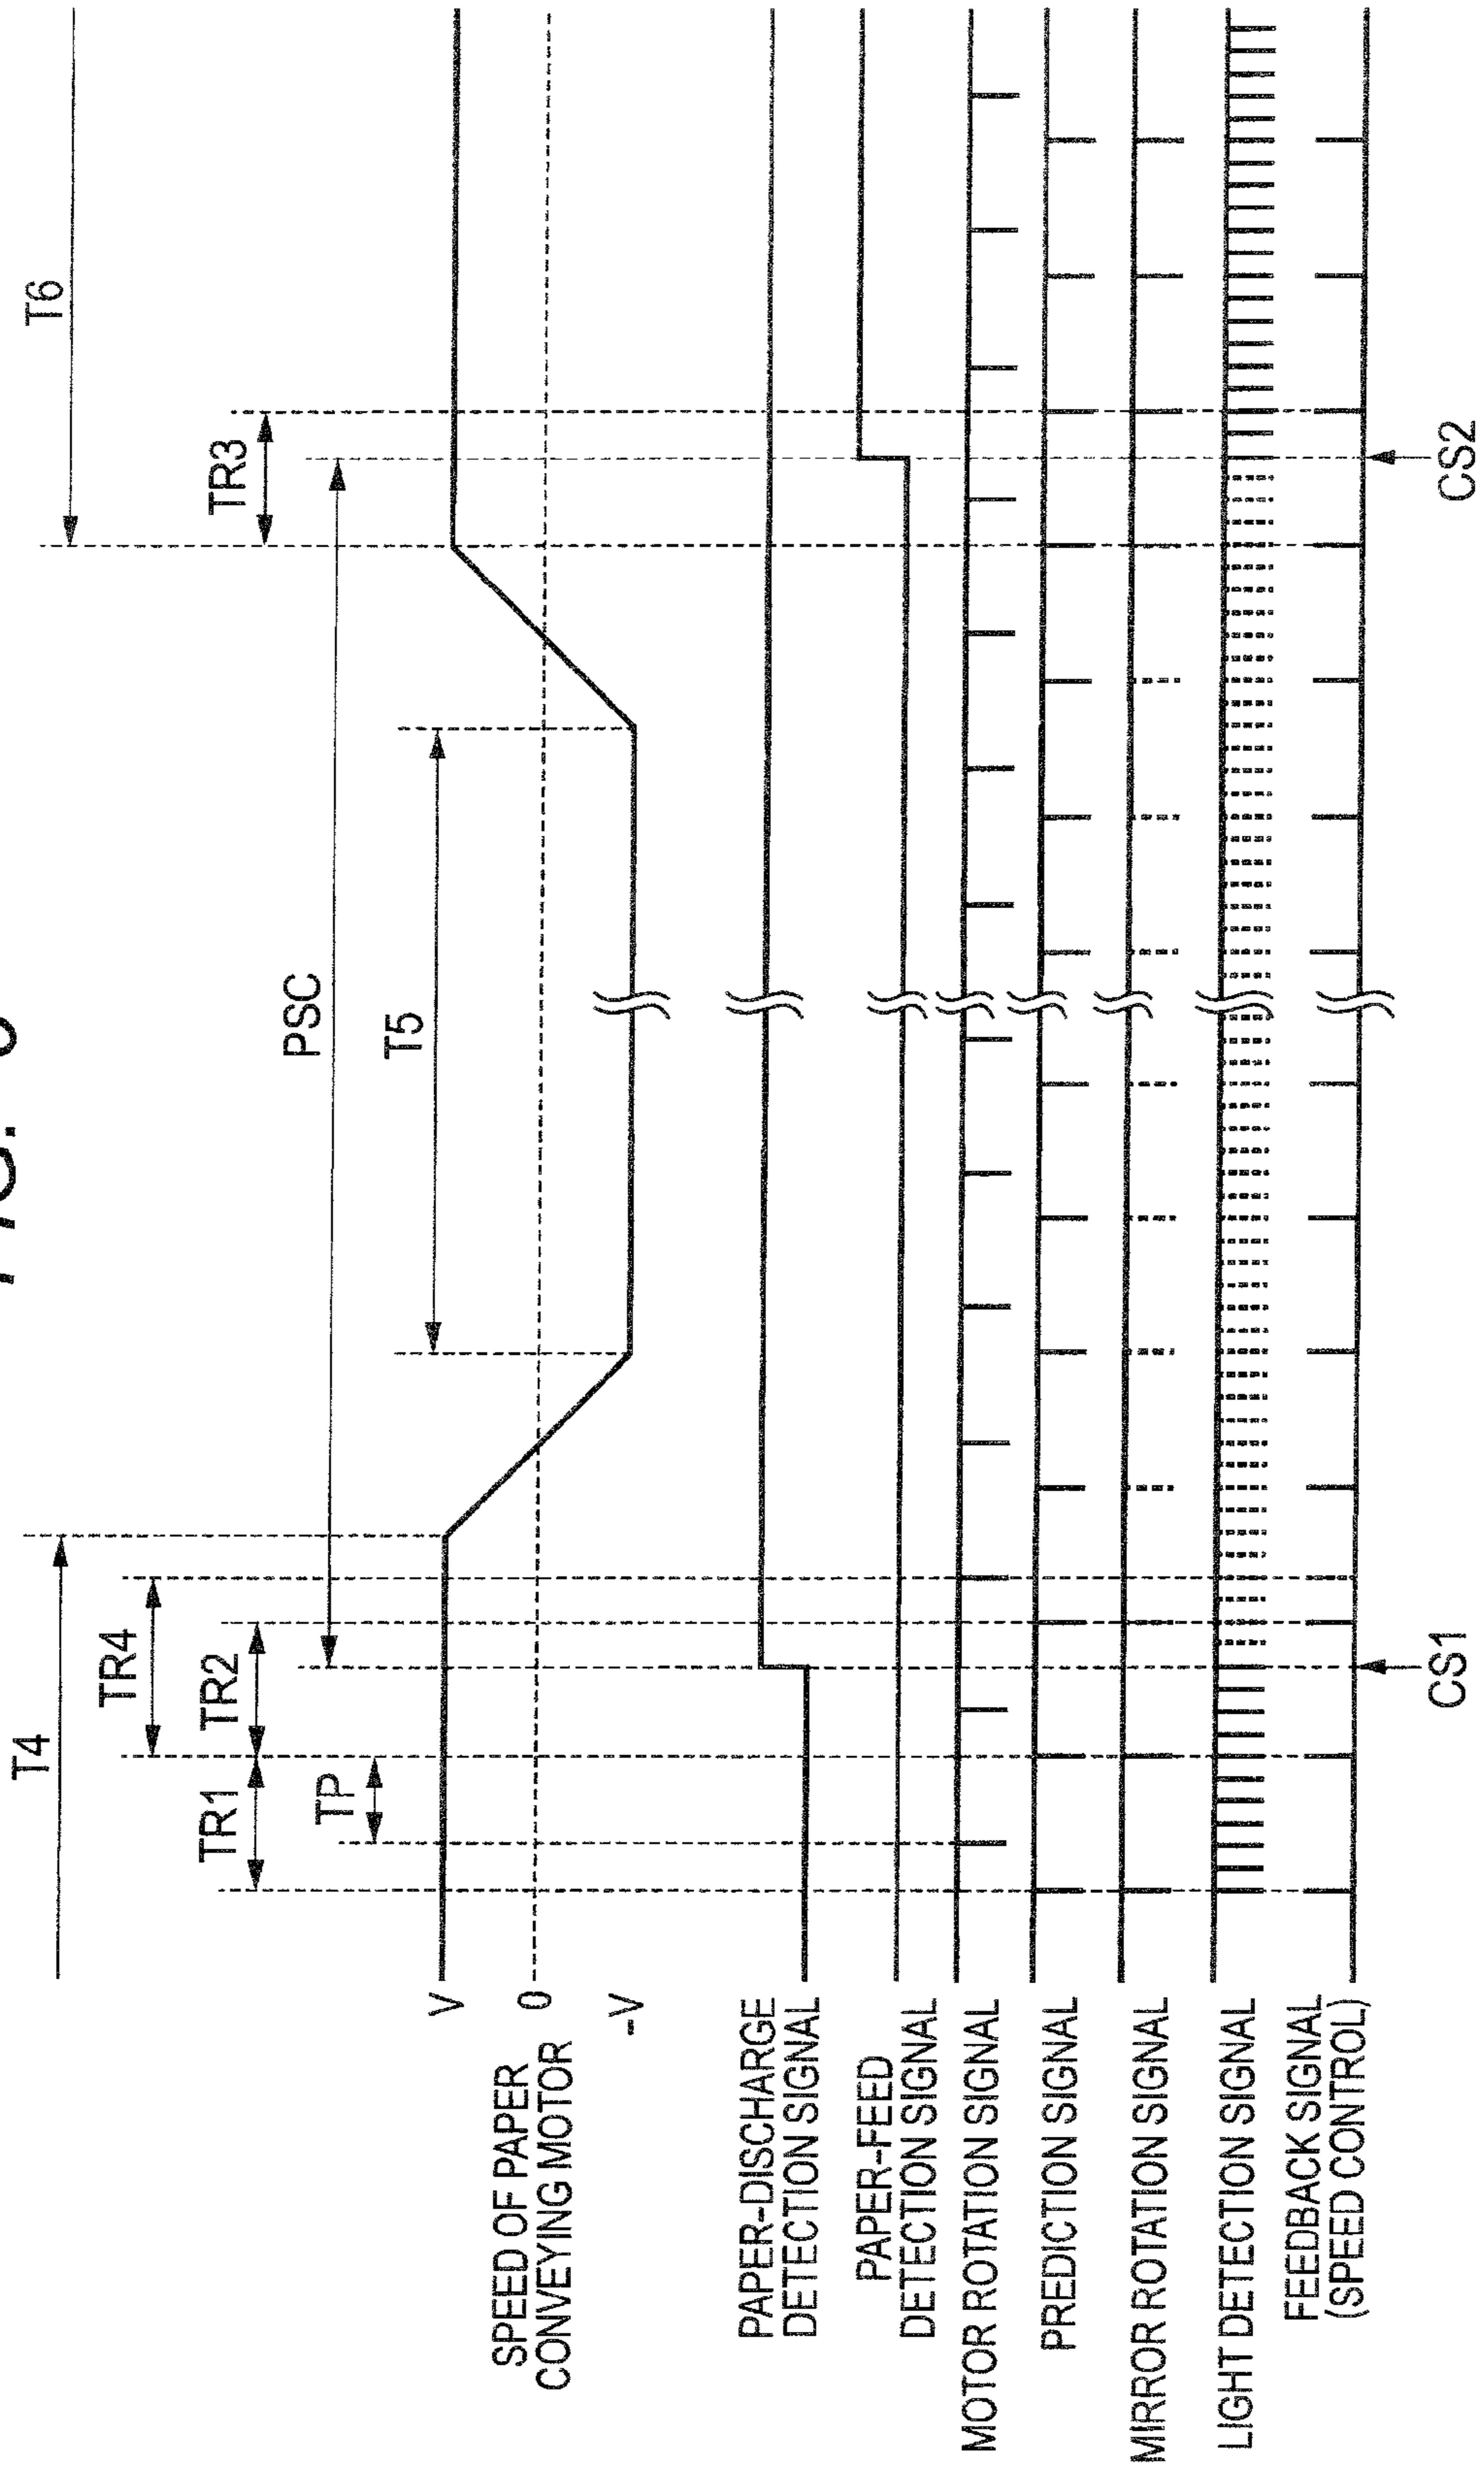 T4
T6
TR4
TR1
TR2
TR3
PSC
TP
T5
V
0
-V
SPEED OF PAPER
CONVEYING MOTOR
PAPER-DISCHARGE
DETECTION SIGNAL
PAPER-FEED
DETECTION SIGNAL
MOTOR ROTATION SIGNAL
PREDICTION SIGNAL
MIRROR ROTATION SIGNAL
LIGHT DETECTION SIGNAL
FEEDBACK SIGNAL
(SPEED CONTROL)
CS1
CS2